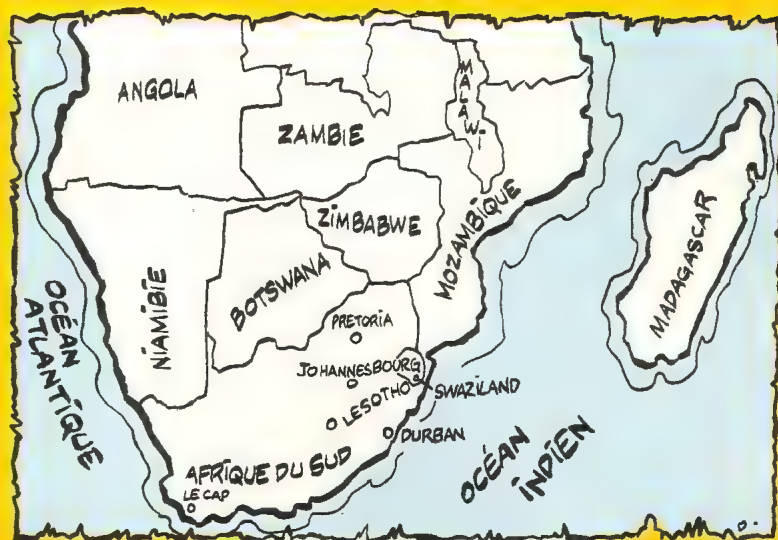 ANGOLA
MALAWI
ZAMBIE
ZIMBABWE
MOZAMBIQUE
MADAGASCAR
NIAMIBIE
BOTSWANA
OCÉAN
ATLANTIQUE
PRETORIA
JOHANNESBOURG
SWAZILAND
LESOTHO
DURBAN
AFRIQUE DU SUD
LE CAP
OCÉAN
INDIEN